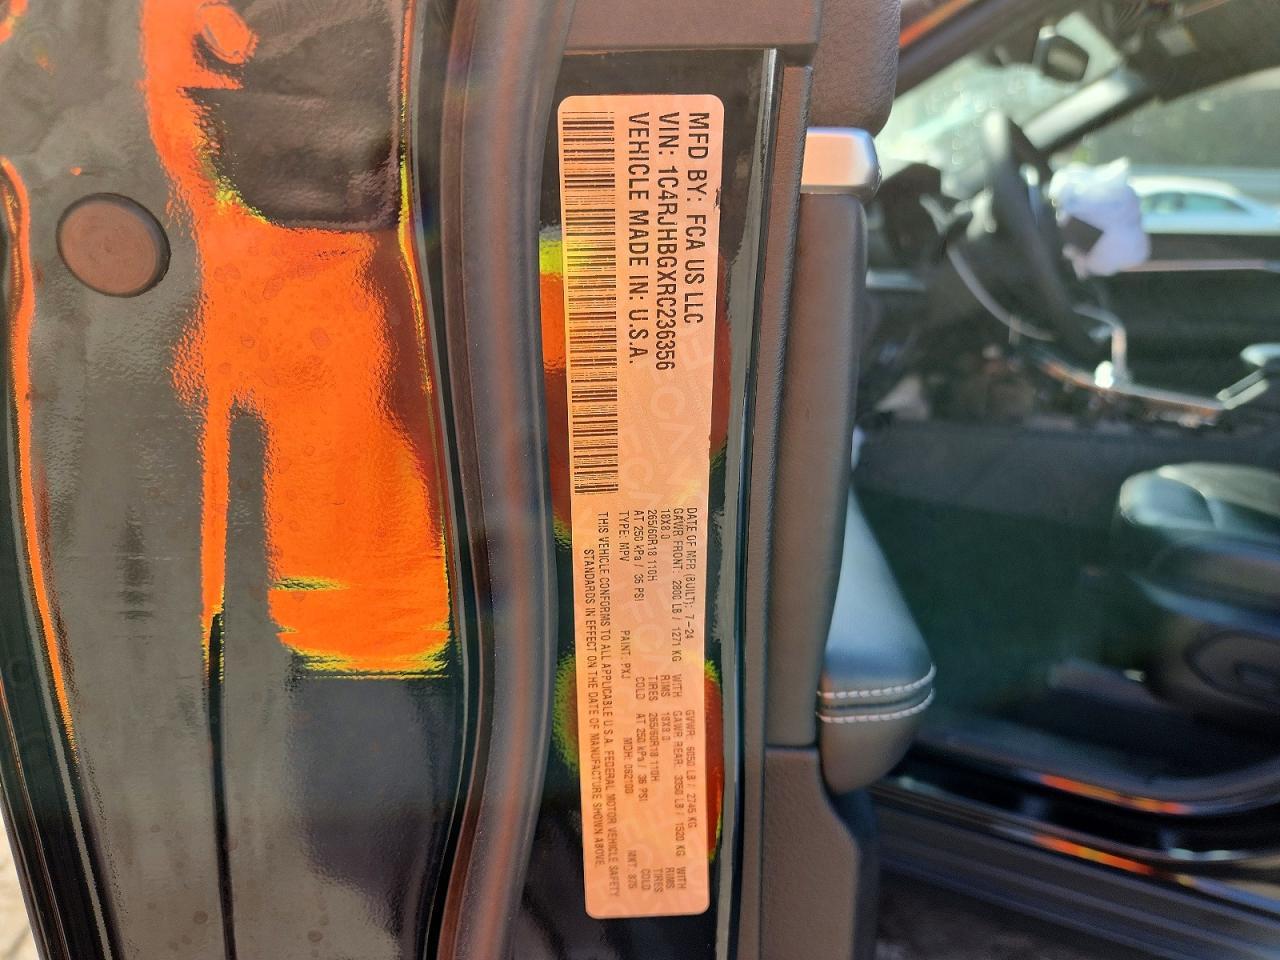 MFD BY: FCA US LLC
VIN: 1C4RJHBGXRC236356
VEHICLE MADE IN: U.S.A.
DATE OF MFR (BUILT): 7-24 GVWR: 6050 LB / 2745 KG
GAWR FRONT: 2800 LB / 1271 KG WITH GAWR REAR: 3350 LB / 1520 KG WITH
18X8.0 RIMS 18X8.0 RIMS
265/60R18 110H TIRES 265/60R18 110H TIRES
AT 250 kPa / 36 PSI COLD AT 250 kPa / 36 PSI COLD
TYPE: MPV PAINT: PXJ MDH: 062100 MNT: 875
THIS VEHICLE CONFORMS TO ALL APPLICABLE U.S.A. FEDERAL MOTOR VEHICLE SAFETY
STANDARDS IN EFFECT ON THE DATE OF MANUFACTURE SHOWN ABOVE.